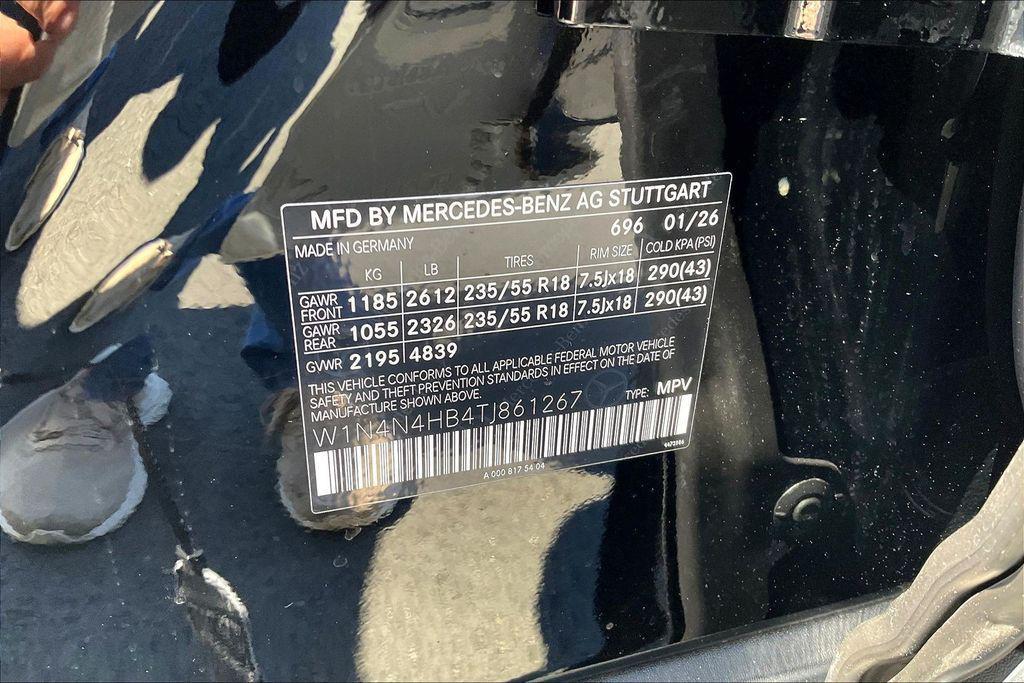 MFD BY MERCEDES-BENZ AG STUTTGART
696 01/26
MADE IN GERMANY
KG LB TIRES RIM SIZE COLD KPA(PSI)
GAWR FRONT 1185 2612 235/55 R18 7.5Jx18 290(43)
GAWR REAR 1055 2326 235/55 R18 7.5Jx18 290(43)
GVWR 2195 4839
THIS VEHICLE CONFORMS TO ALL APPLICABLE FEDERAL MOTOR VEHICLE
SAFETY AND THEFT PREVENTION STANDARDS IN EFFECT ON THE DATE OF
MANUFACTURE SHOWN ABOVE.
TYPE: MPV
W1N4N4HB4TJ861267
A 000 817 54 04